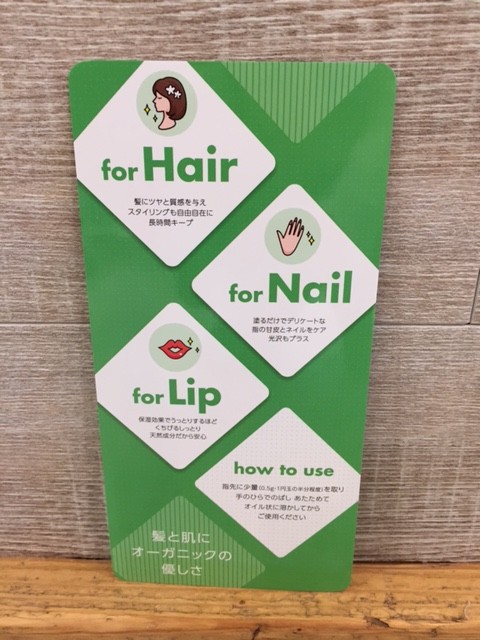 for Hair
髪にツヤと質感を与え
スタイリングも自由自在に
長時間キープ
for Nail
塗るだけでデリケートな
指の甘皮とネイルをケア
光沢もプラス
for Lip
保湿効果でうっとりするほど
くちびるしっとり
天然成分だから安心
how to use
指先に少量(0.5g-1円玉の半分程度)を取り
手のひらでのばし あたためて
オイル状に溶かしてから
ご使用ください
髪と肌に
オーガニックの
優しさ